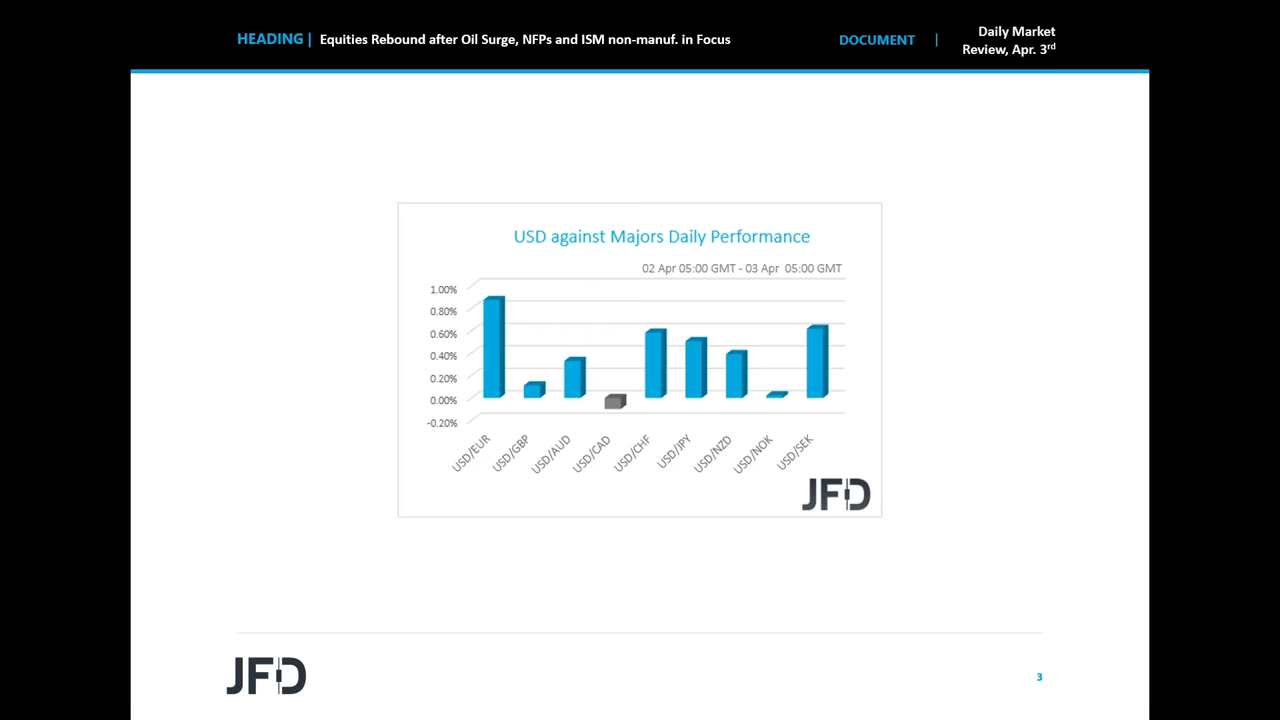 HEADING | Equities Rebound after Oil Surge, NFPs and ISM non-manuf. in Focus
DOCUMENT |
Daily Market
Review, Apr. 3rd
USD against Majors Daily Performance
02 Apr 05:00 GMT - 03 Apr 05:00 GMT
1.00%
0.80%
0.60%
0.40%
0.20%
0.00%
-0.20%
USD/EUR
USD/GBP
USD/AUD
USD/CAD
USD/CHF
USD/JPY
USD/NZD
USD/NOK
USD/SEK
JFD
JFD
3